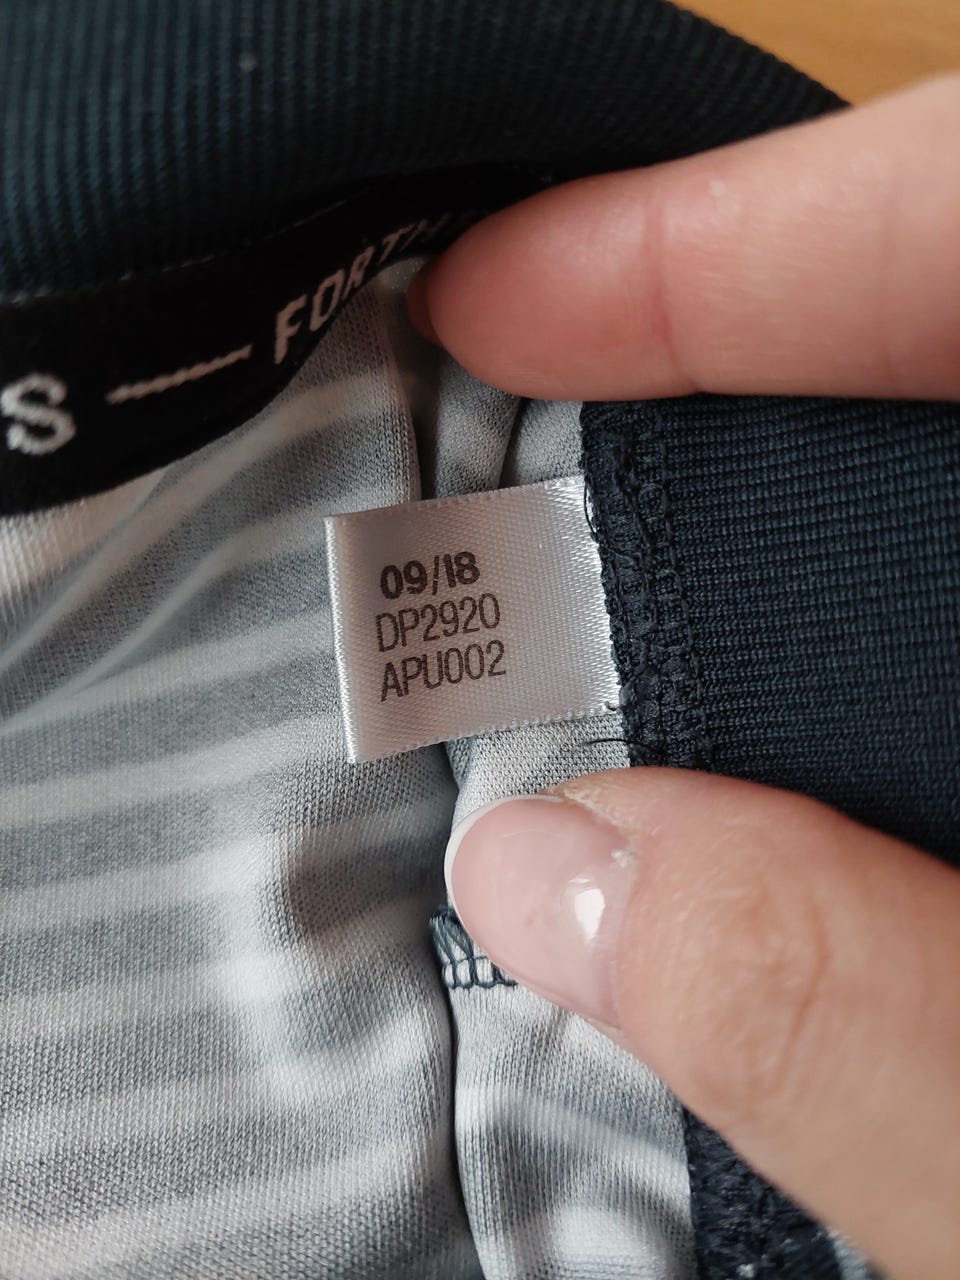 S — FORTH
09/18
DP2920
APU002